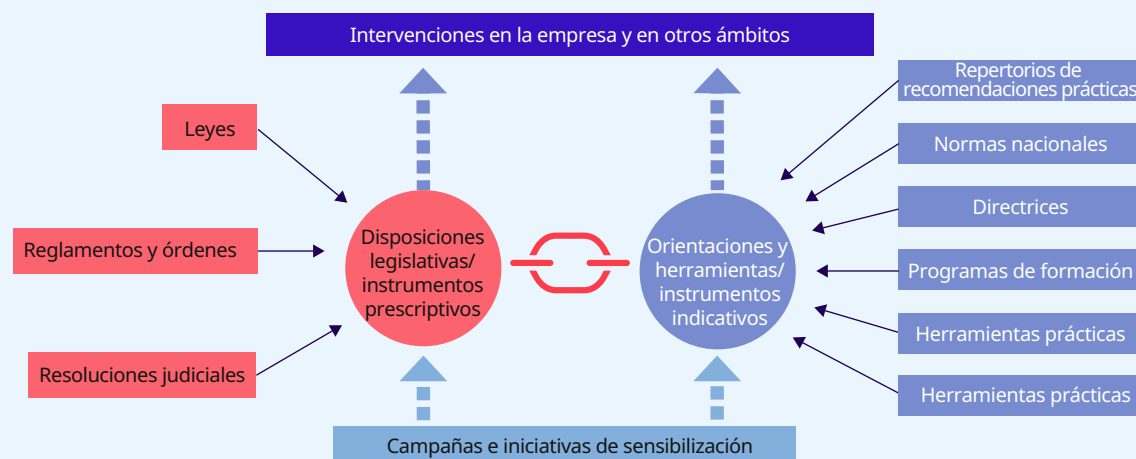 Intervenciones en la empresa y en otros ámbitos
Leyes
Reglamentos y órdenes
Resoluciones judiciales
Disposiciones
legislativas/
instrumentos
prescriptivos
Orientaciones y
herramientas/
instrumentos
indicativos
Repertorios de
recomendaciones prácticas
Normas nacionales
Directrices
Programas de formación
Herramientas prácticas
Herramientas prácticas
Campañas e iniciativas de sensibilización